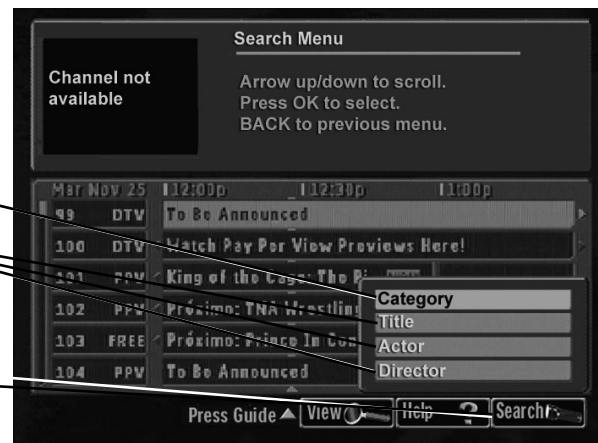 Search Menu
Channel not
available
Arrow up/down to scroll.
Press OK to select.
BACK to previous menu.
Mar Nov 25 12:00p 12:30p 1:00p
99 DTV To Be Announced
100 DTV Watch Pay Per View Previews Here!
101 PPV King of the Cage: The
102 PPV Próximo: TNA Wrestling
103 FREE Próximo: Prince In
104 PPV To Be Announced
Category
Title
Actor
Director
Press Guide View Help ? Search